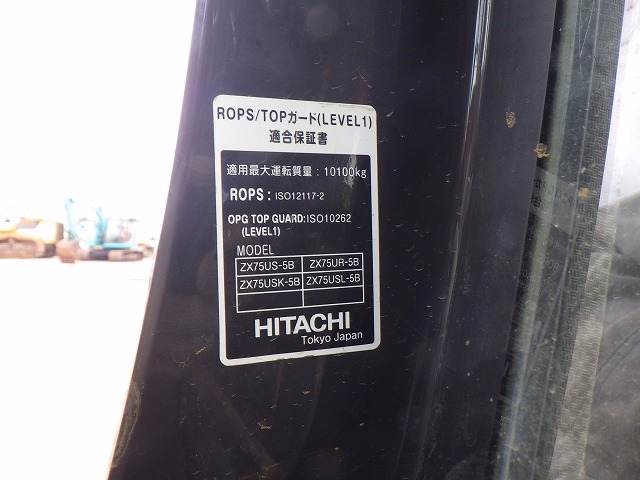 ROPS/TOPガード(LEVEL1)
適合保証書
適用最大運転質量：10100kg
ROPS：ISO12117-2
OPG TOP GUARD:ISO10262
(LEVEL1)
MODEL
ZX75US-5B ZX75UR-5B
ZX75USK-5B ZX75USL-5B
HITACHI
Tokyo Japan